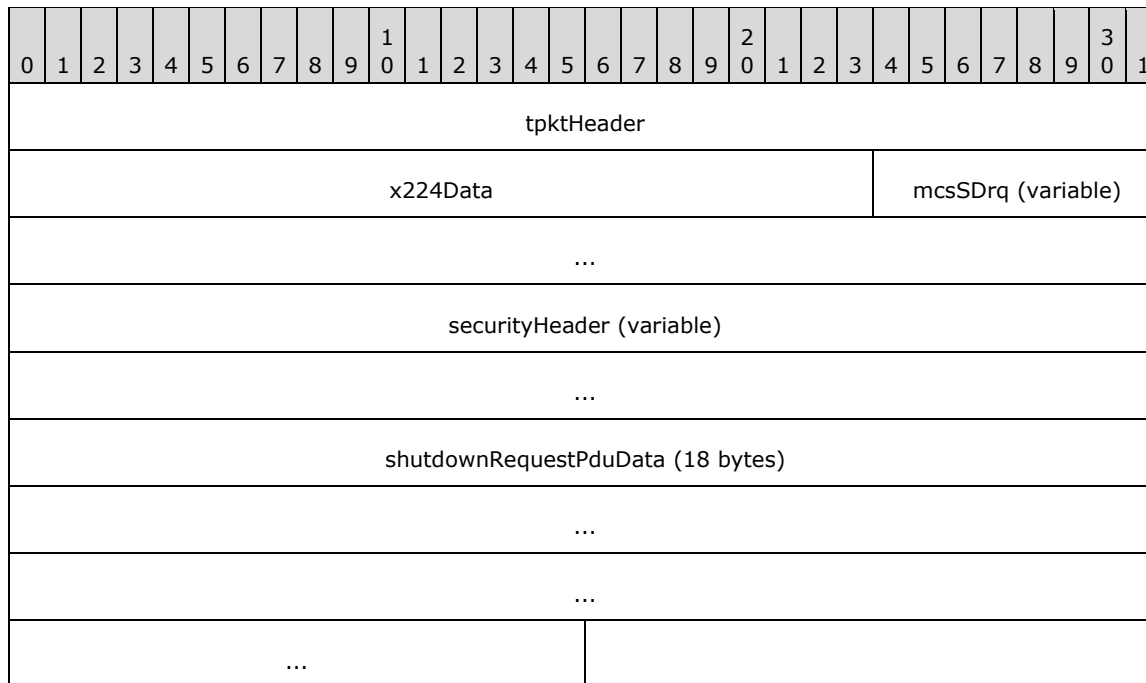 1 2 3
0 1 2 3 4 5 6 7 8 9 0 1 2 3 4 5 6 7 8 9 0 1 2 3 4 5 6 7 8 9 0 1
tpktHeader
x224Data mcsSDrq (variable)
...
securityHeader (variable)
...
shutdownRequestPduData (18 bytes)
...
...
...